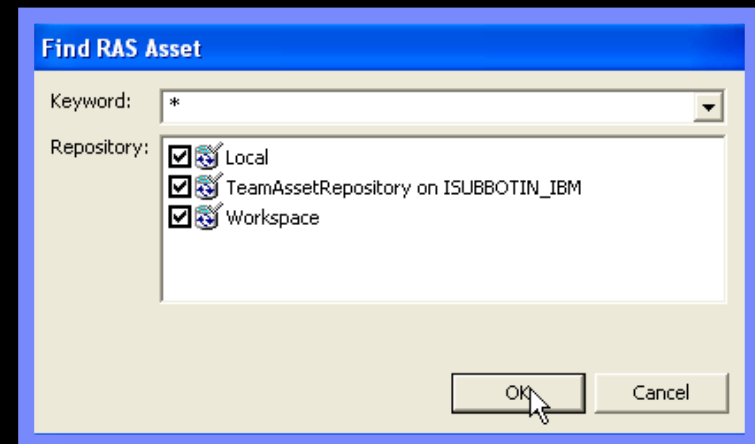 Find RAS Asset
Keyword: *
Repository:
Local
TeamAssetRepository on ISUBBOTIN_IBM
Workspace
OK Cancel